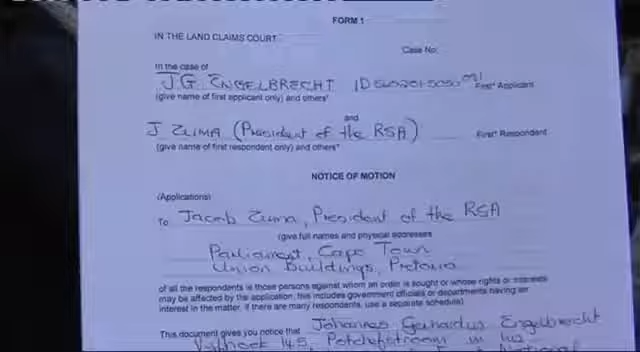 FORM 1
IN THE LAND CLAIMS COURT
Case No:
In the case of
J.G. ENGELBRECHT ID First* Applicant
(give name of first applicant only) and others*
and
J ZUMA (President of the RSA) First* Respondent
(give name of first respondent only) and others*
NOTICE OF MOTION
(Applications)
To Jacob Zuma, President of the RSA
(give full names and physical addresses
Parliament, Cape Town
Union Buildings, Pretoria
of all the respondents ie those persons against whom an order is sought or whose rights or interests
may be affected by the application; this includes government officials or departments having an
interest in the matter; if there are many respondents, use a separate schedule)
This document gives you notice that Johannes Gerhardus Engelbrecht
145, Potchefstroom in his